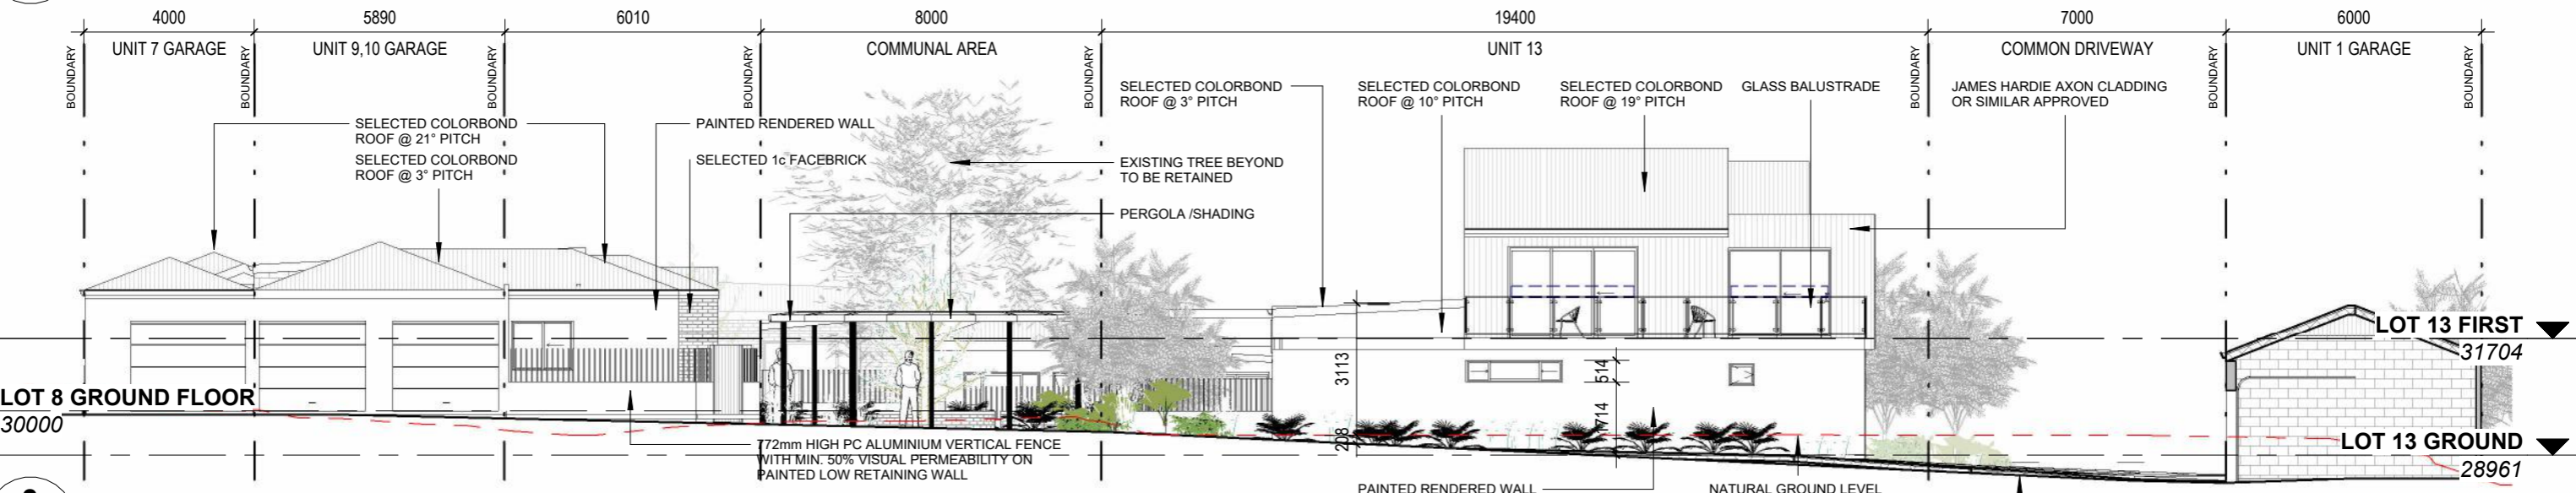 4000
5890
6010
8000
19400
7000
6000
UNIT 7 GARAGE
UNIT 9,10 GARAGE
COMMUNAL AREA
UNIT 13
COMMON DRIVEWAY
UNIT 1 GARAGE
BOUNDARY
BOUNDARY
BOUNDARY
BOUNDARY
BOUNDARY
BOUNDARY
BOUNDARY
BOUNDARY
SELECTED COLORBOND
ROOF @ 21° PITCH
SELECTED COLORBOND
ROOF @ 3° PITCH
PAINTED RENDERED WALL
SELECTED 1c FACEBRICK
SELECTED COLORBOND
ROOF @ 3° PITCH
EXISTING TREE BEYOND
TO BE RETAINED
PERGOLA /SHADING
SELECTED COLORBOND
ROOF @ 10° PITCH
SELECTED COLORBOND
ROOF @ 19° PITCH
GLASS BALUSTRADE
JAMES HARDIE AXON CLADDING
OR SIMILAR APPROVED
LOT 13 FIRST
31704
3113
514
1714
208
LOT 8 GROUND FLOOR
30000
772mm HIGH PC ALUMINIUM VERTICAL FENCE
WITH MIN. 50% VISUAL PERMEABILITY ON
PAINTED LOW RETAINING WALL
LOT 13 GROUND
28961
PAINTED RENDERED WALL
NATURAL GROUND LEVEL